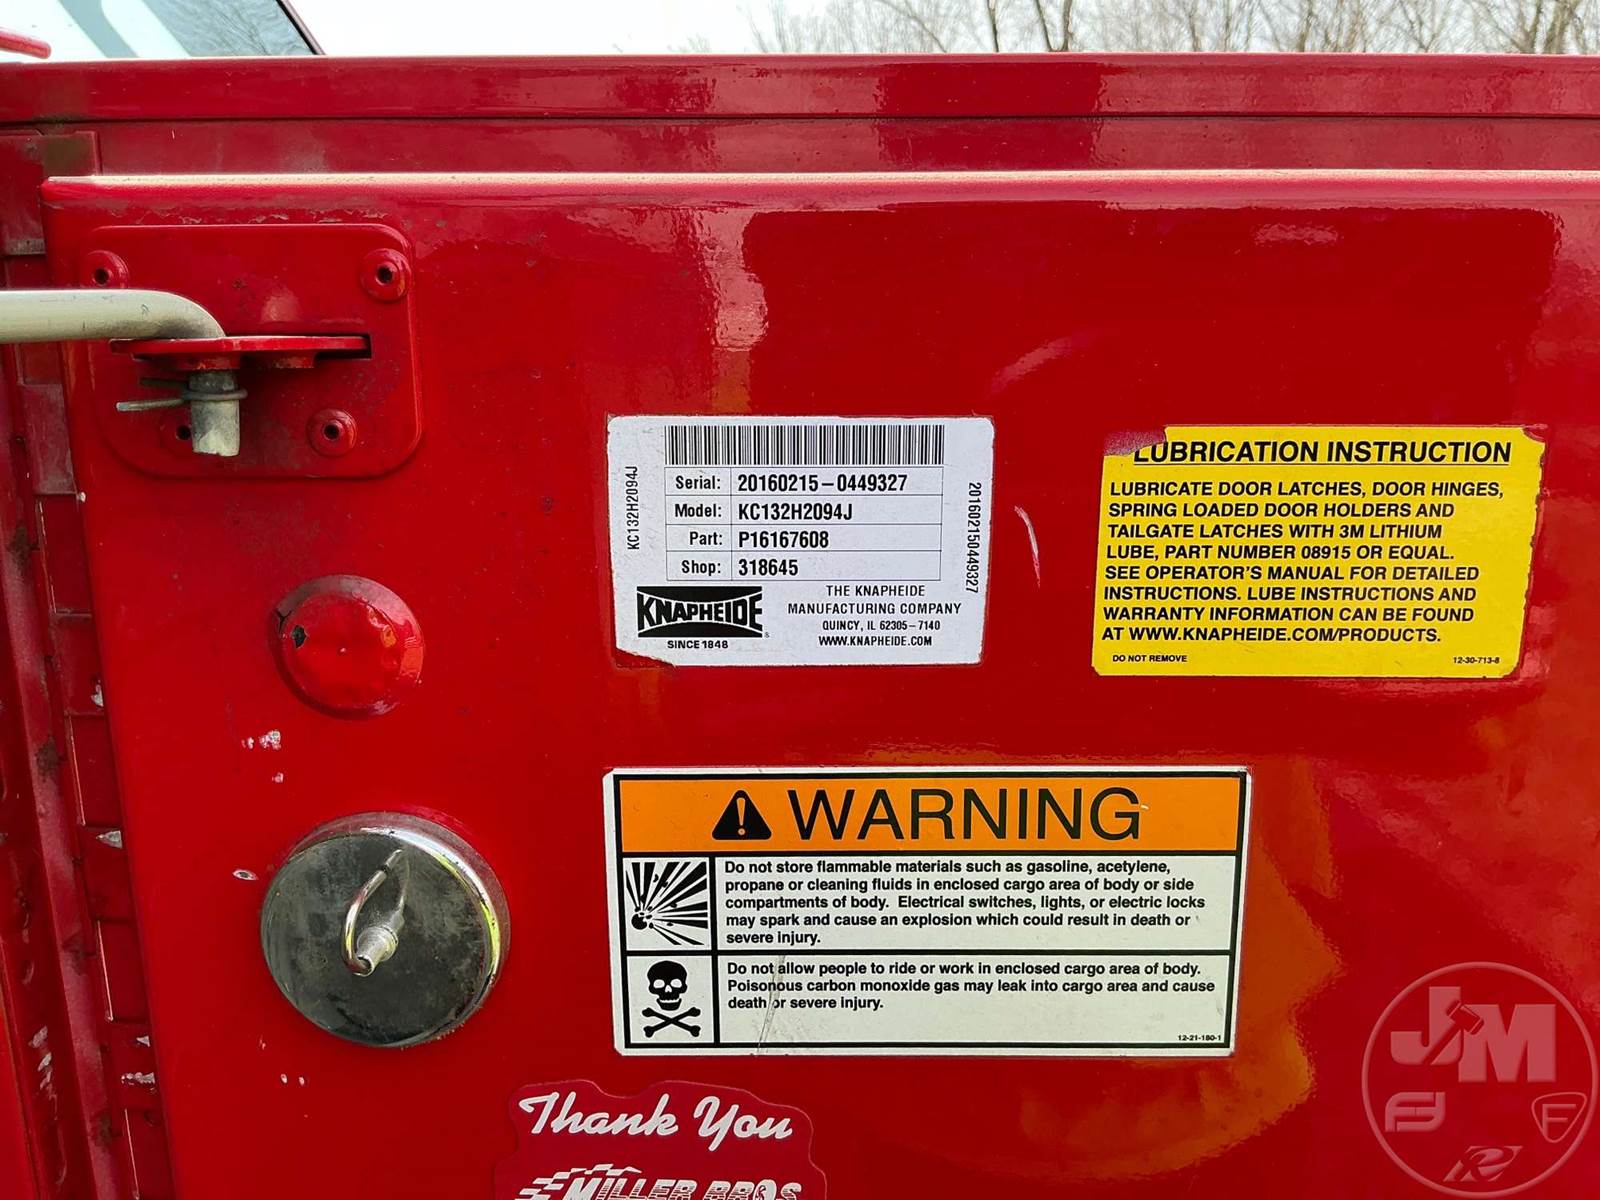 KC132H2094J
Serial: 20160215-0449327
Model: KC132H2094J
Part: P16167608
Shop: 318645
201602150449327
KNAPHEIDE
SINCE 1848
THE KNAPHEIDE
MANUFACTURING COMPANY
QUINCY, IL 62305-7140
WWW.KNAPHEIDE.COM
LUBRICATION INSTRUCTION
LUBRICATE DOOR LATCHES, DOOR HINGES,
SPRING LOADED DOOR HOLDERS AND
TAILGATE LATCHES WITH 3M LITHIUM
LUBE, PART NUMBER 08915 OR EQUAL.
SEE OPERATOR'S MANUAL FOR DETAILED
INSTRUCTIONS. LUBE INSTRUCTIONS AND
WARRANTY INFORMATION CAN BE FOUND
AT WWW.KNAPHEIDE.COM/PRODUCTS.
DO NOT REMOVE
12-30-713-8
WARNING
Do not store flammable materials such as gasoline, acetylene,
propane or cleaning fluids in enclosed cargo area of body or side
compartments of body. Electrical switches, lights, or electric locks
may spark and cause an explosion which could result in death or
severe injury.
Do not allow people to ride or work in enclosed cargo area of body.
Poisonous carbon monoxide gas may leak into cargo area and cause
death or severe injury.
12-21-180-1
Thank You
MILLER BROS
JM